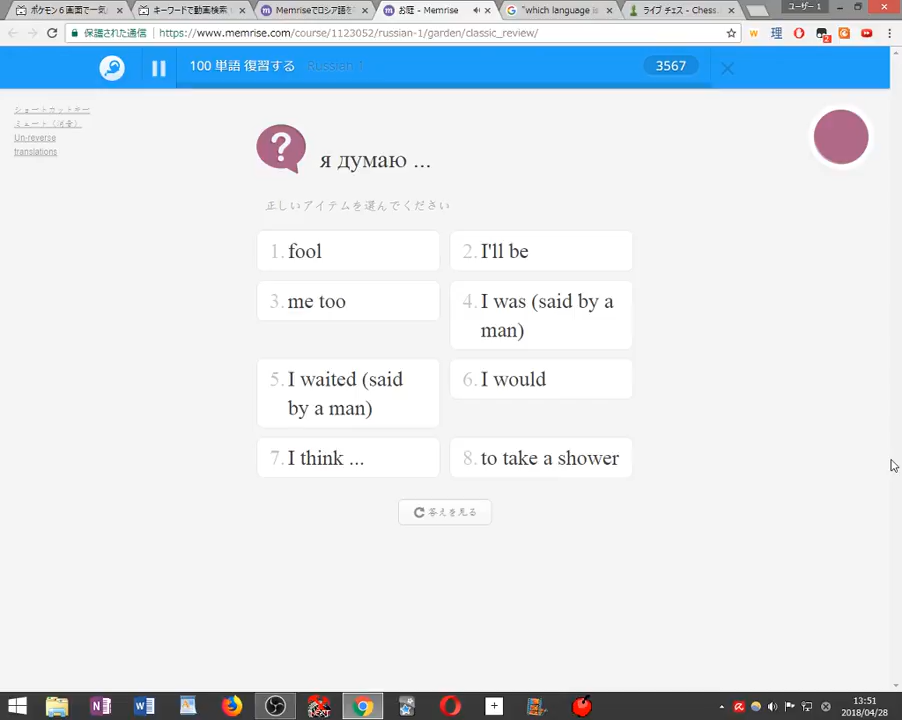 ポケモン6画面で一気
キーワードで動画検索
Memriseでロシア語を
お庭 - Memrise
"which language is
ライブ チェス - Chess
ユーザー 1
保護された通信 https://www.memrise.com/course/1123052/russian-1/garden/classic_review/
100 単語 復習する Russian 1 3567
ショートカットキー
ミュート (消音)
Un-reverse
translations
? я думаю ...
正しいアイテムを選んでください
1. fool
2. I'll be
3. me too
4. I was (said by a
man)
5. I waited (said
by a man)
6. I would
7. I think ...
8. to take a shower
答えを見る
13:51
2018/04/28